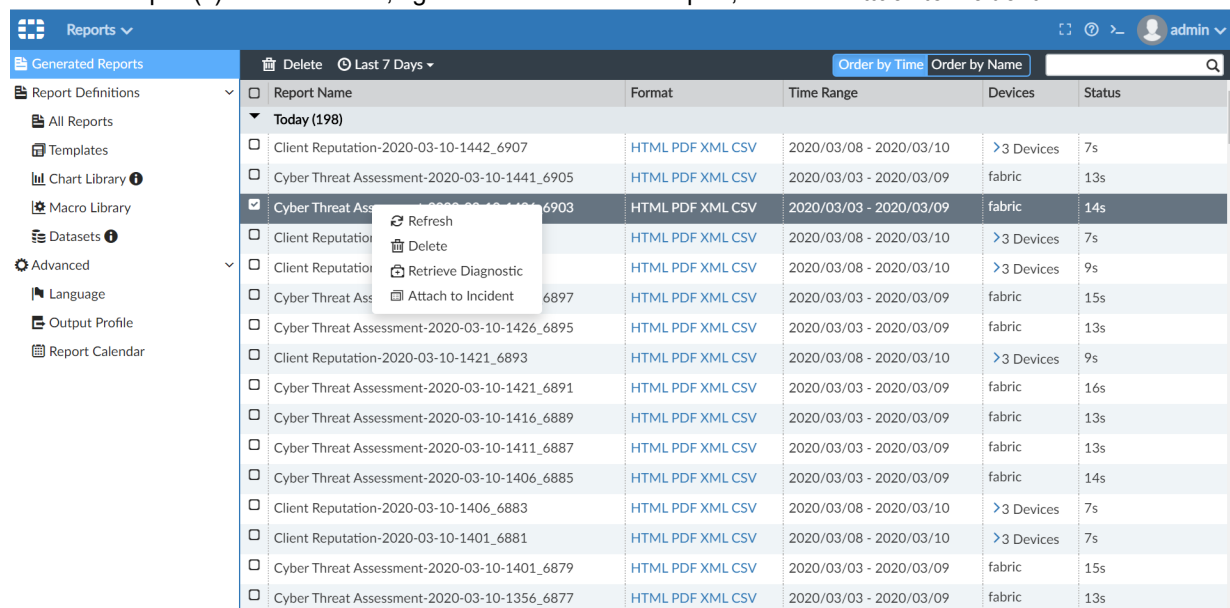 Reports admin
Generated Reports Delete Last 7 Days Order by Time Order by Name
Report Definitions Report Name Format Time Range Devices Status
All Reports Today (198)
Templates Client Reputation-2020-03-10-1442_6907 HTML PDF XML CSV 2020/03/08 - 2020/03/10 3 Devices 7s
Chart Library Cyber Threat Assessment-2020-03-10-1441_6905 HTML PDF XML CSV 2020/03/03 - 2020/03/09 fabric 13s
Macro Library Cyber Threat 6903 HTML PDF XML CSV 2020/03/03 - 2020/03/09 fabric 14s
Refresh
Datasets Client HTML PDF XML CSV 2020/03/08 - 2020/03/10 3 Devices 7s
Delete
Advanced Client HTML PDF XML CSV 2020/03/08 - 2020/03/10 3 Devices 9s
Retrieve Diagnostic
Language Cyber Threat 6897 HTML PDF XML CSV 2020/03/03 - 2020/03/09 fabric 15s
Attach to Incident
Output Profile Cyber Threat Assessment-2020-03-10-1426_6895 HTML PDF XML CSV 2020/03/03 - 2020/03/09 fabric 13s
Report Calendar Client Reputation-2020-03-10-1421_6893 HTML PDF XML CSV 2020/03/08 - 2020/03/10 3 Devices 9s
Cyber Threat Assessment-2020-03-10-1421_6891 HTML PDF XML CSV 2020/03/03 - 2020/03/09 fabric 16s
Cyber Threat Assessment-2020-03-10-1416_6889 HTML PDF XML CSV 2020/03/03 - 2020/03/09 fabric 13s
Cyber Threat Assessment-2020-03-10-1411_6887 HTML PDF XML CSV 2020/03/03 - 2020/03/09 fabric 13s
Cyber Threat Assessment-2020-03-10-1406_6885 HTML PDF XML CSV 2020/03/03 - 2020/03/09 fabric 14s
Client Reputation-2020-03-10-1406_6883 HTML PDF XML CSV 2020/03/08 - 2020/03/10 3 Devices 7s
Client Reputation-2020-03-10-1401_6881 HTML PDF XML CSV 2020/03/08 - 2020/03/10 3 Devices 7s
Cyber Threat Assessment-2020-03-10-1401_6879 HTML PDF XML CSV 2020/03/03 - 2020/03/09 fabric 15s
Cyber Threat Assessment-2020-03-10-1356_6877 HTML PDF XML CSV 2020/03/03 - 2020/03/09 fabric 13s